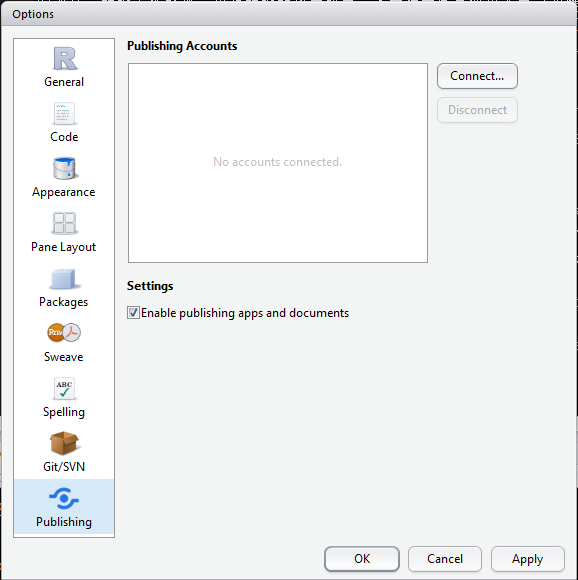 Options
R
General
Code
Appearance
Pane Layout
Packages
Rnw
Sweave
ABC
Spelling
Git/SVN
Publishing
Publishing Accounts
No accounts connected.
Connect...
Disconnect
Settings
Enable publishing apps and documents
OK
Cancel
Apply